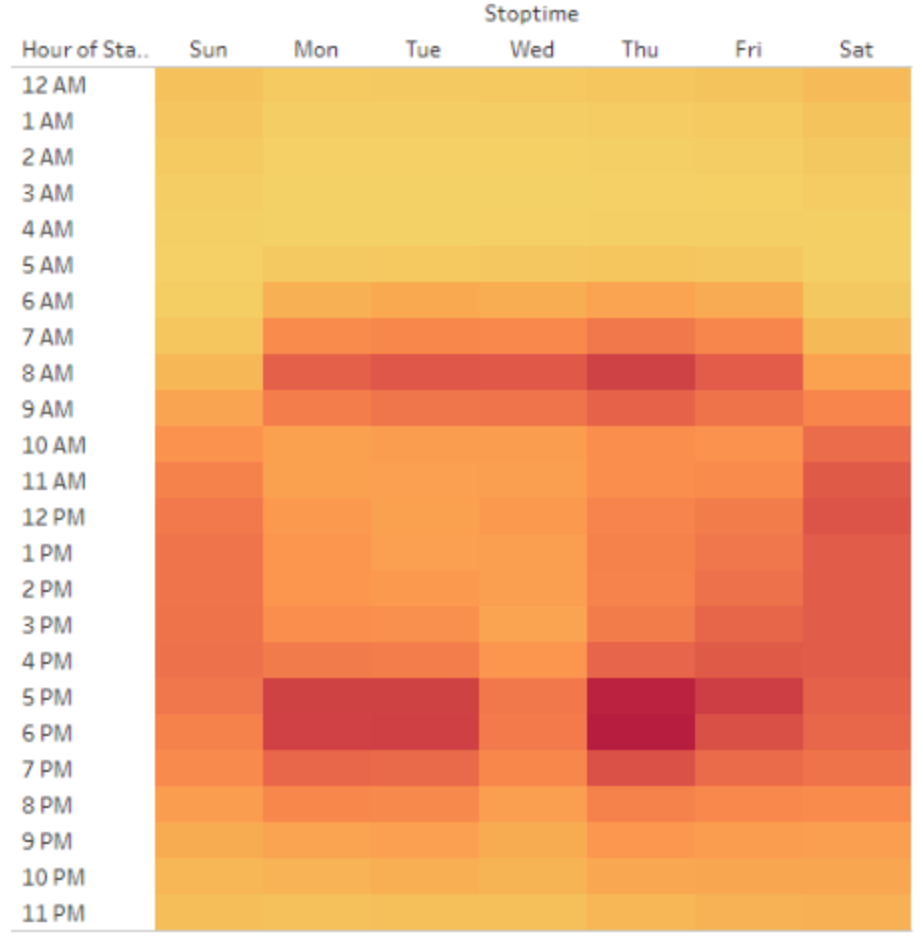 Stoptime
Hour of Sta.. Sun Mon Tue Wed Thu Fri Sat
12 AM
1 AM
2 AM
3 AM
4 AM
5 AM
6 AM
7 AM
8 AM
9 AM
10 AM
11 AM
12 PM
1 PM
2 PM
3 PM
4 PM
5 PM
6 PM
7 PM
8 PM
9 PM
10 PM
11 PM